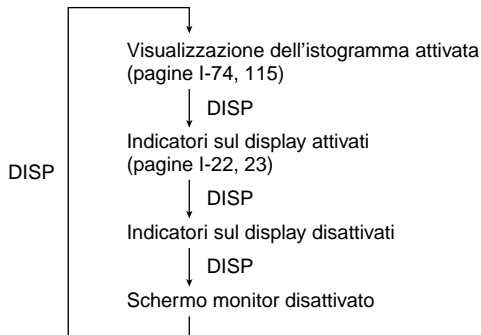 Visualizzazione dell'istogramma attivata
(pagine I-74, 115)
DISP
Indicatori sul display attivati
(pagine I-22, 23)
DISP
DISP
Indicatori sul display disattivati
DISP
Schermo monitor disattivato